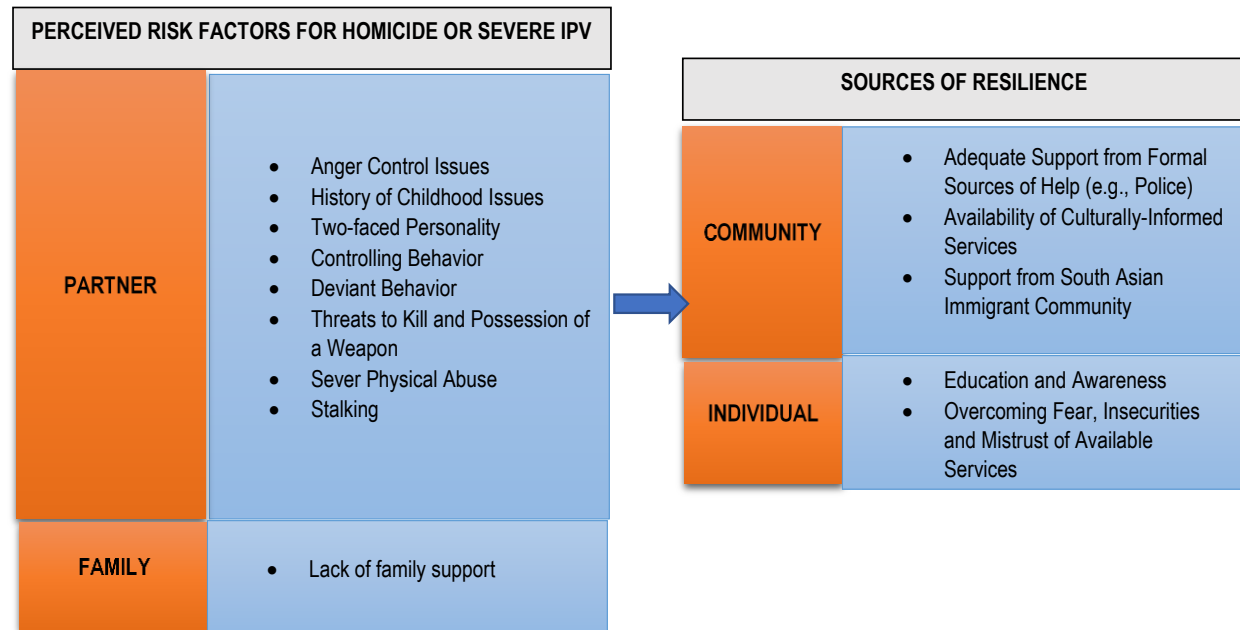 PERCEIVED RISK FACTORS FOR HOMICIDE OR SEVERE IPV
PARTNER
• Anger Control Issues
• History of Childhood Issues
• Two-faced Personality
• Controlling Behavior
• Deviant Behavior
• Threats to Kill and Possession of
a Weapon
• Sever Physical Abuse
• Stalking
FAMILY
• Lack of family support
SOURCES OF RESILIENCE
COMMUNITY
• Adequate Support from Formal
Sources of Help (e.g., Police)
• Availability of Culturally-Informed
Services
• Support from South Asian
Immigrant Community
INDIVIDUAL
• Education and Awareness
• Overcoming Fear, Insecurities
and Mistrust of Available
Services